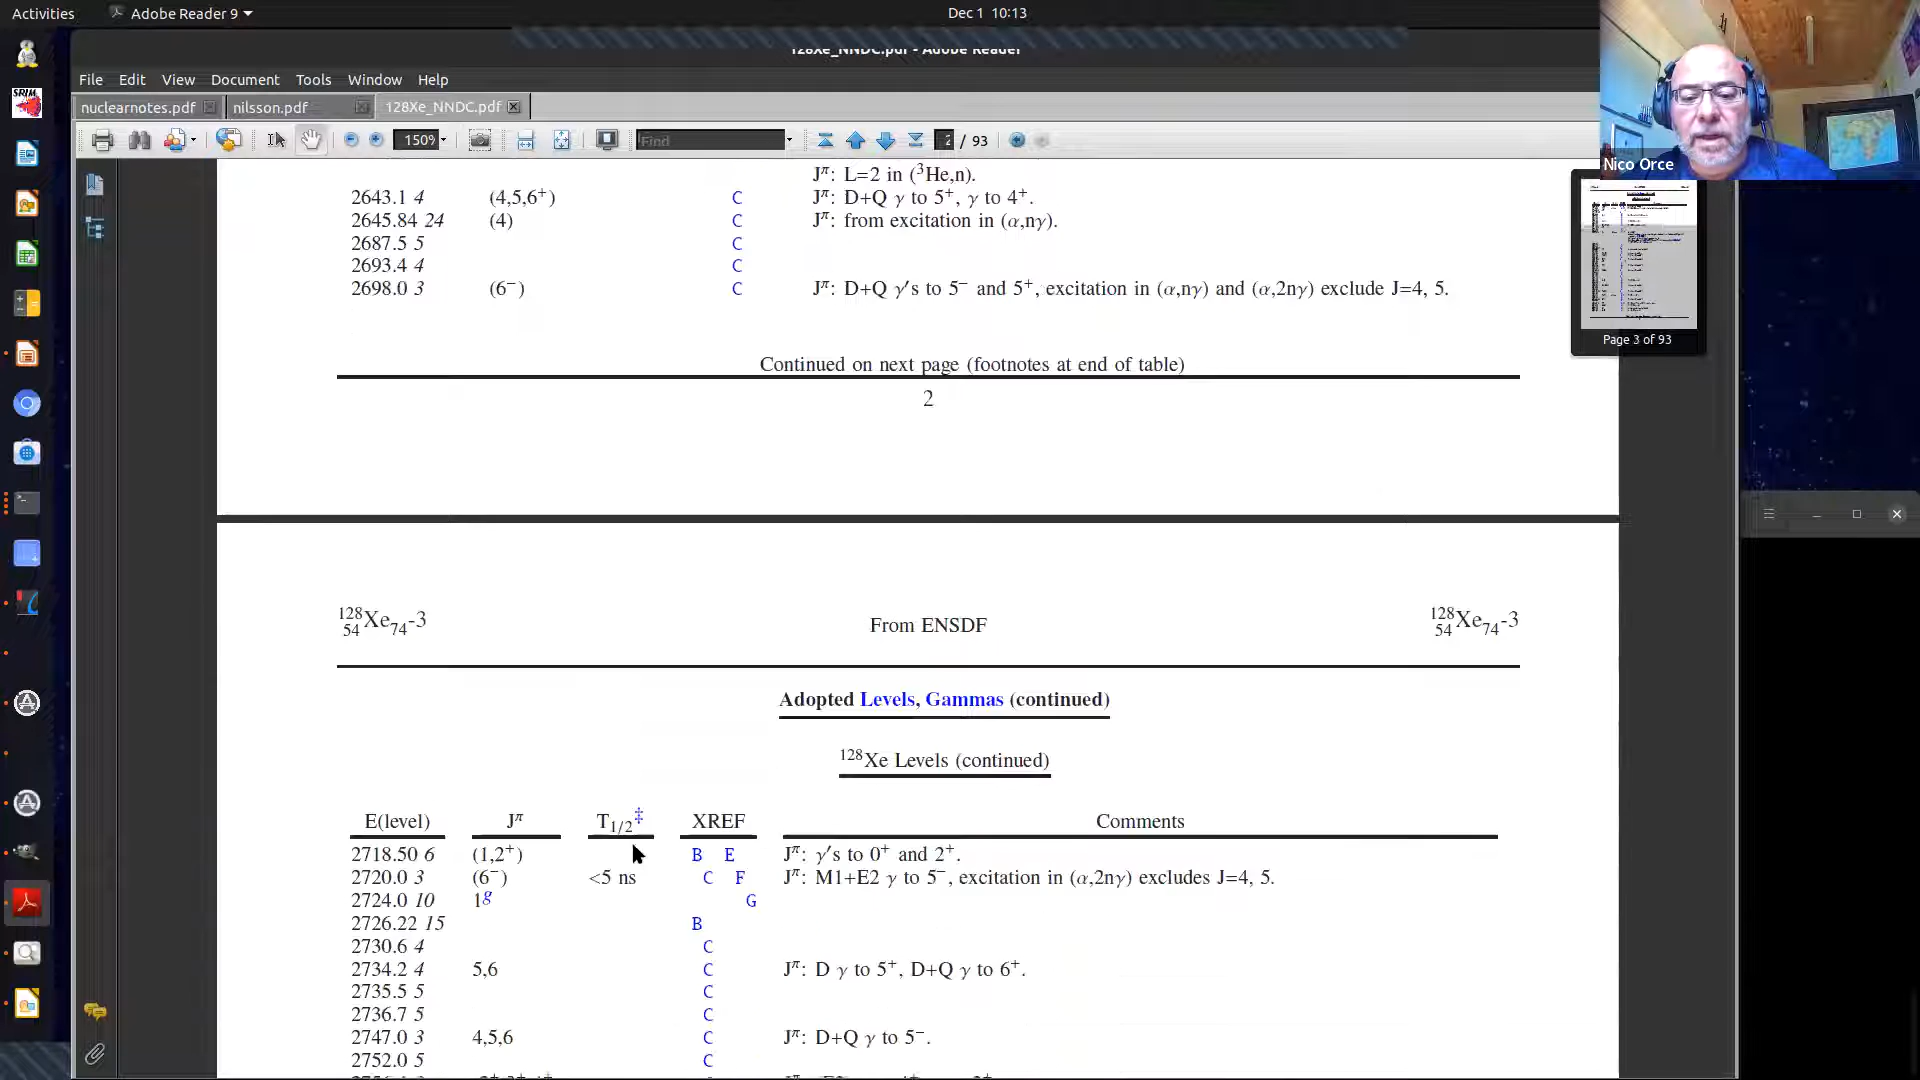 Activities Adobe Reader 9 Dec 1 10:13
128Xe_NNDC.pdf - Adobe Reader
File Edit View Document Tools Window Help
nuclearnotes.pdf nilsson.pdf 128Xe_NNDC.pdf
150% Find 2 / 93
Nico Orce
Page 3 of 93
SRIM
Jπ: L=2 in (³He,n).
2643.1 4 (4,5,6⁺) C Jπ: D+Q γ to 5⁺, γ to 4⁺.
2645.84 24 (4) C Jπ: from excitation in (α,nγ).
2687.5 5 C
2693.4 4 C
2698.0 3 (6⁻) C Jπ: D+Q γ′s to 5⁻ and 5⁺, excitation in (α,nγ) and (α,2nγ) exclude J=4, 5.
Continued on next page (footnotes at end of table)
2
¹²⁸₅₄Xe₇₄-3 From ENSDF ¹²⁸₅₄Xe₇₄-3
Adopted Levels, Gammas (continued)
¹²⁸Xe Levels (continued)
E(level) Jπ T₁/₂‡ XREF Comments
2718.50 6 (1,2⁺) B E Jπ: γ′s to 0⁺ and 2⁺.
2720.0 3 (6⁻) <5 ns C F Jπ: M1+E2 γ to 5⁻, excitation in (α,2nγ) excludes J=4, 5.
2724.0 10 1ᵍ G
2726.22 15 B
2730.6 4 C
2734.2 4 5,6 C Jπ: D γ to 5⁺, D+Q γ to 6⁺.
2735.5 5 C
2736.7 5 C
2747.0 3 4,5,6 C Jπ: D+Q γ to 5⁻.
2752.0 5 C